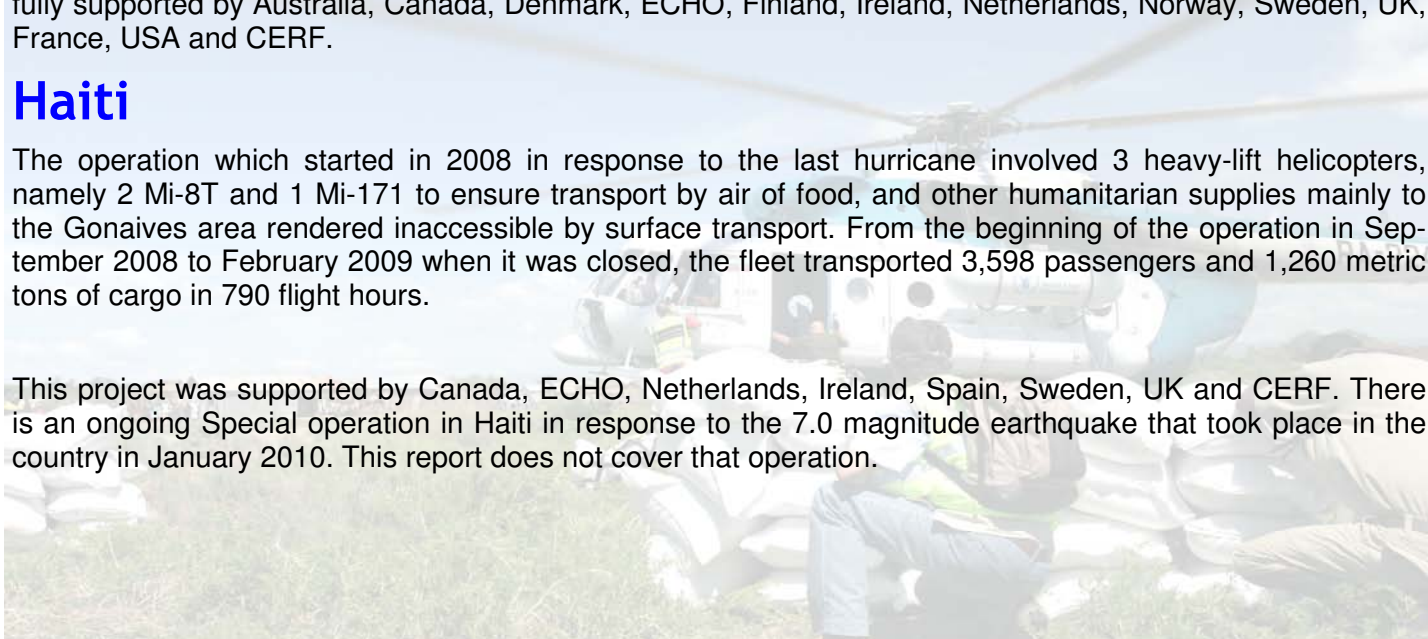 fully supported by Australia, Canada, Denmark, ECHO, Finland, Ireland, Netherlands, Norway, Sweden, UK,
France, USA and CERF.
Haiti
The operation which started in 2008 in response to the last hurricane involved 3 heavy-lift helicopters,
namely 2 Mi-8T and 1 Mi-171 to ensure transport by air of food, and other humanitarian supplies mainly to
the Gonaives area rendered inaccessible by surface transport. From the beginning of the operation in Sep-
tember 2008 to February 2009 when it was closed, the fleet transported 3,598 passengers and 1,260 metric
tons of cargo in 790 flight hours.
This project was supported by Canada, ECHO, Netherlands, Ireland, Spain, Sweden, UK and CERF. There
is an ongoing Special operation in Haiti in response to the 7.0 magnitude earthquake that took place in the
country in January 2010. This report does not cover that operation.